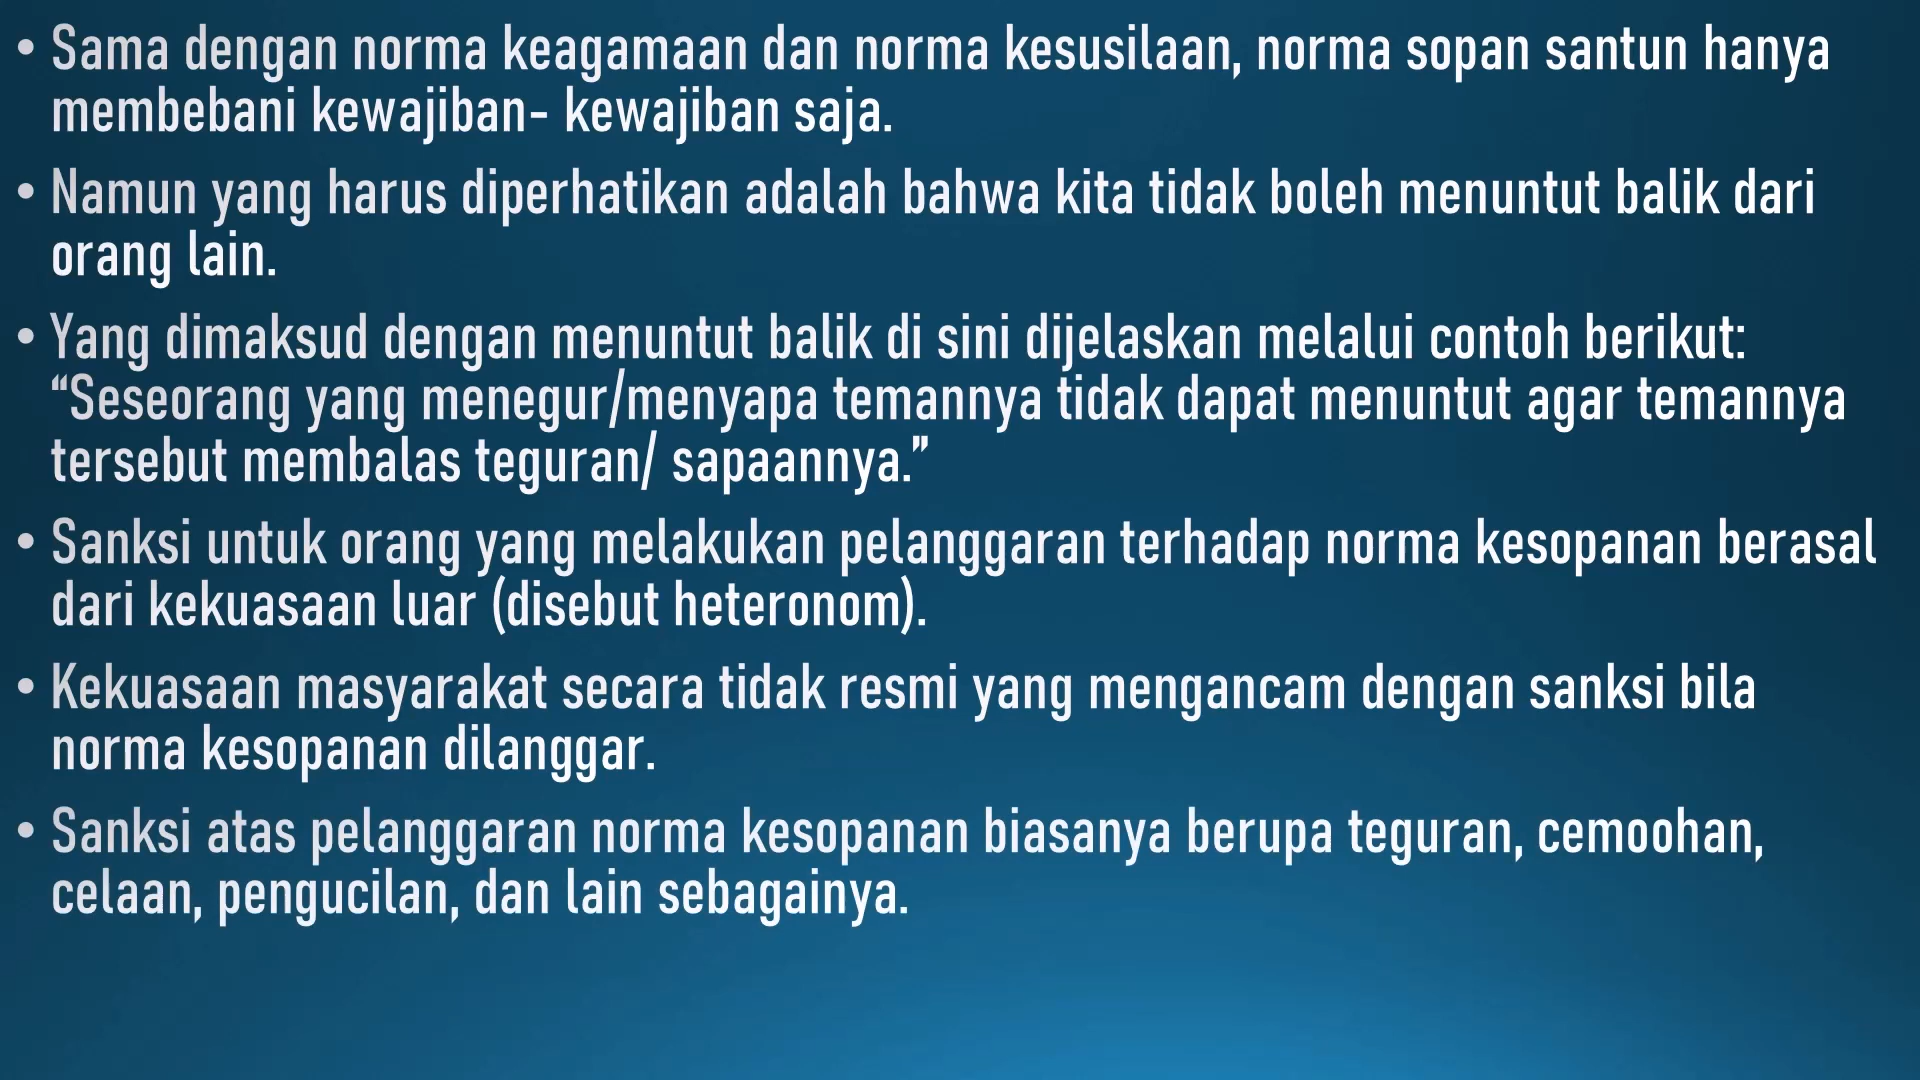 • Sama dengan norma keagamaan dan norma kesusilaan, norma sopan santun hanya
membebani kewajiban- kewajiban saja.
• Namun yang harus diperhatikan adalah bahwa kita tidak boleh menuntut balik dari
orang lain.
• Yang dimaksud dengan menuntut balik di sini dijelaskan melalui contoh berikut:
“Seseorang yang menegur/menyapa temannya tidak dapat menuntut agar temannya
tersebut membalas teguran/ sapaannya.”
• Sanksi untuk orang yang melakukan pelanggaran terhadap norma kesopanan berasal
dari kekuasaan luar (disebut heteronom).
• Kekuasaan masyarakat secara tidak resmi yang mengancam dengan sanksi bila
norma kesopanan dilanggar.
• Sanksi atas pelanggaran norma kesopanan biasanya berupa teguran, cemoohan,
celaan, pengucilan, dan lain sebagainya.